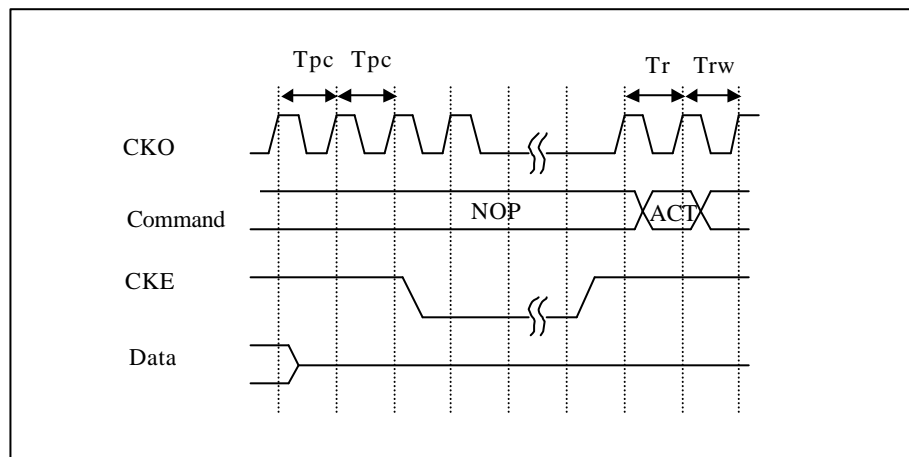 Tpc Tpc Tr Trw
CKO
Command NOP ACT
CKE
Data